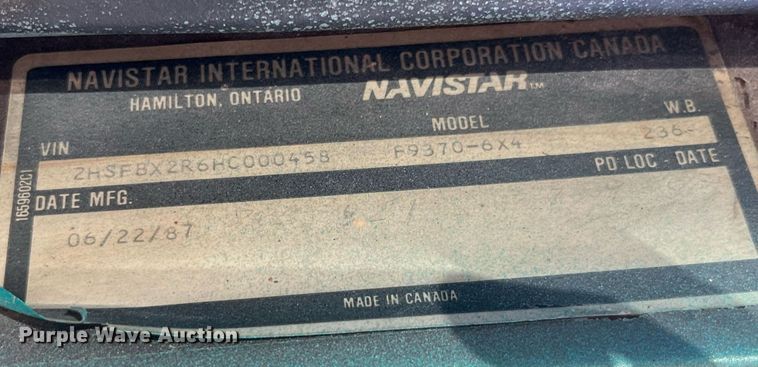 NAVISTAR INTERNATIONAL CORPORATION CANADA
HAMILTON, ONTARIO NAVISTAR™
VIN MODEL W.B.
2HSFBX2R6HC000458 F9370-6X4 236-
PD LOC - DATE
DATE MFG.
06/22/87
1659602C1
MADE IN CANADA
Purple Wave Auction